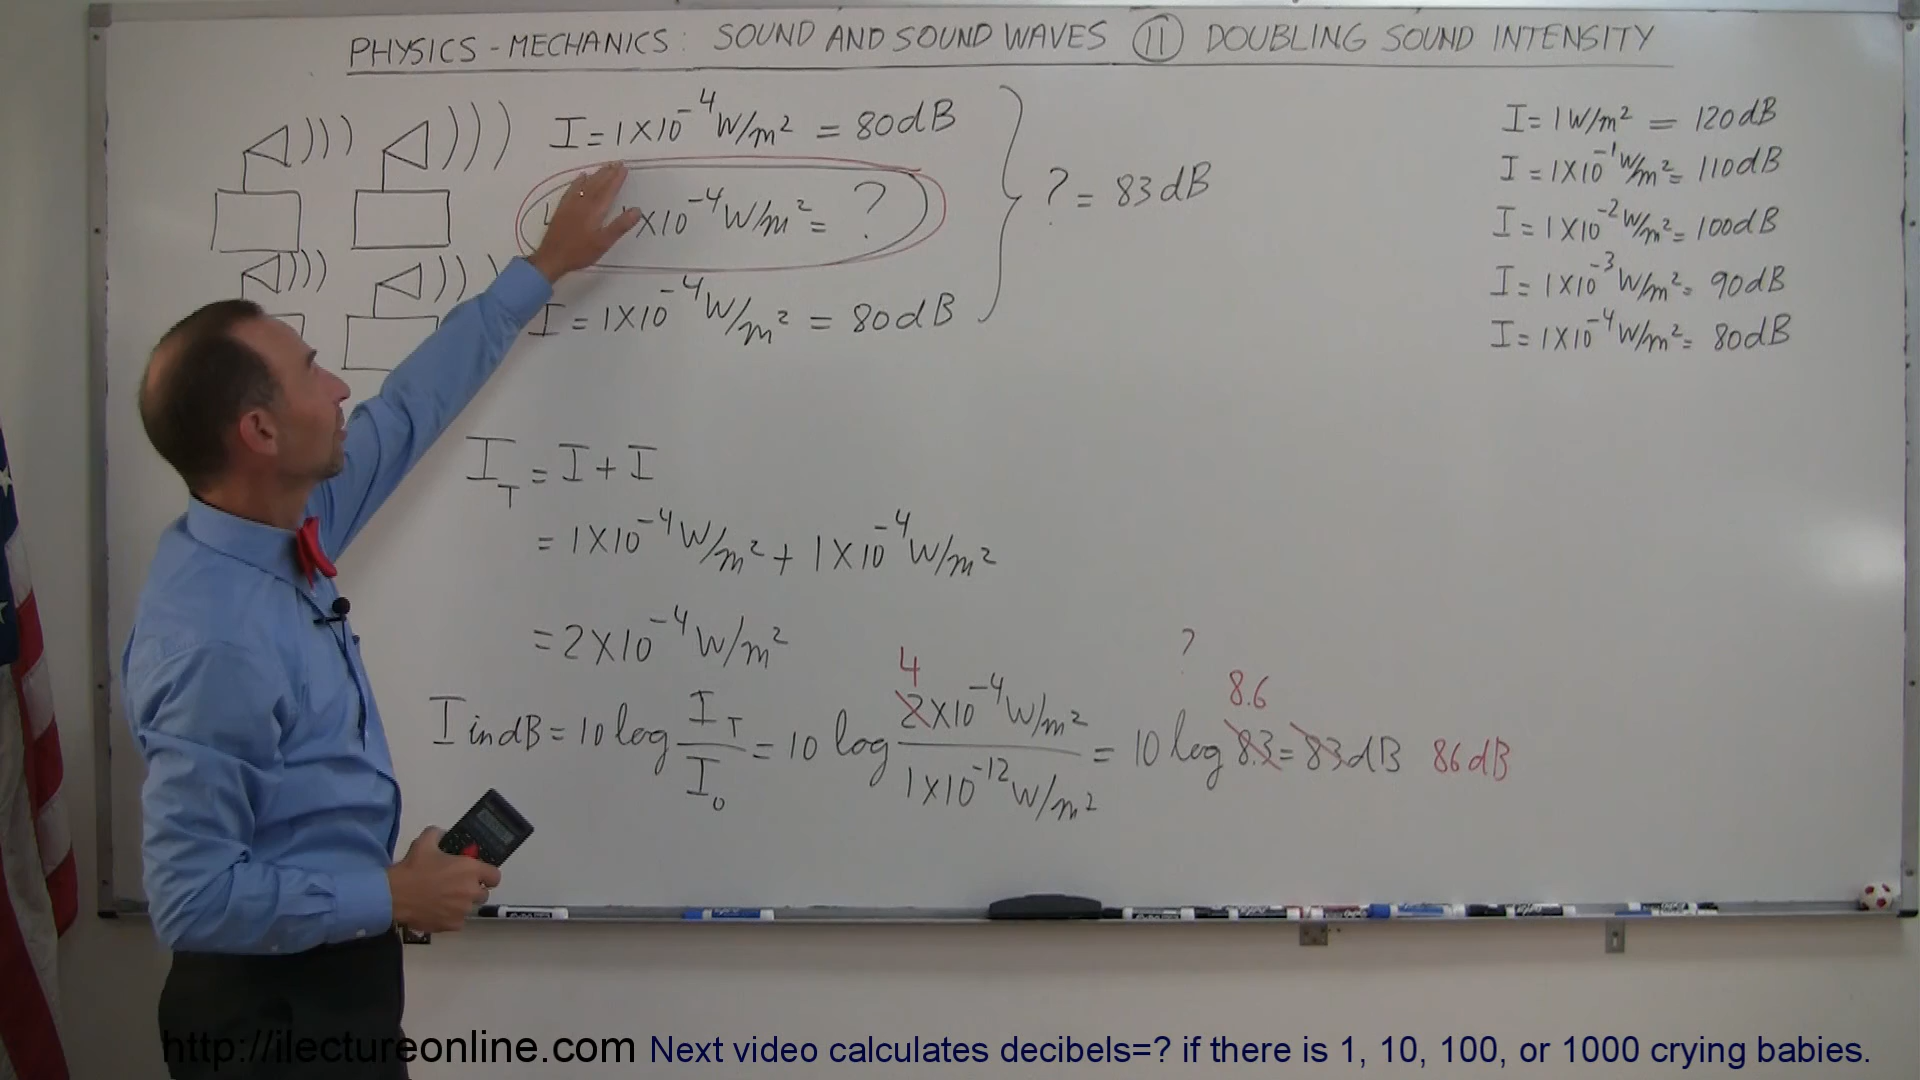 PHYSICS - MECHANICS: SOUND AND SOUND WAVES 11 DOUBLING SOUND INTENSITY
I = 1X10⁻⁴ W/m² = 80dB
X10⁻⁴ W/m² = ?
I = 1X10⁻⁴ W/m² = 80dB
? = 83dB
I = 1W/m² = 120dB
I = 1X10⁻¹ W/m² = 110dB
I = 1X10⁻² W/m² = 100dB
I = 1X10⁻³ W/m² = 90dB
I = 1X10⁻⁴ W/m² = 80dB
I_T = I + I
= 1X10⁻⁴ W/m² + 1X10⁻⁴ W/m²
= 2X10⁻⁴ W/m²
?
4 8.6
I in dB = 10 log I_T/I₀ = 10 log 2X10⁻⁴ W/m² / 1X10⁻¹² W/m² = 10 log 8.3 = 83dB 86dB
http://ilectureonline.com Next video calculates decibels=? if there is 1, 10, 100, or 1000 crying babies.